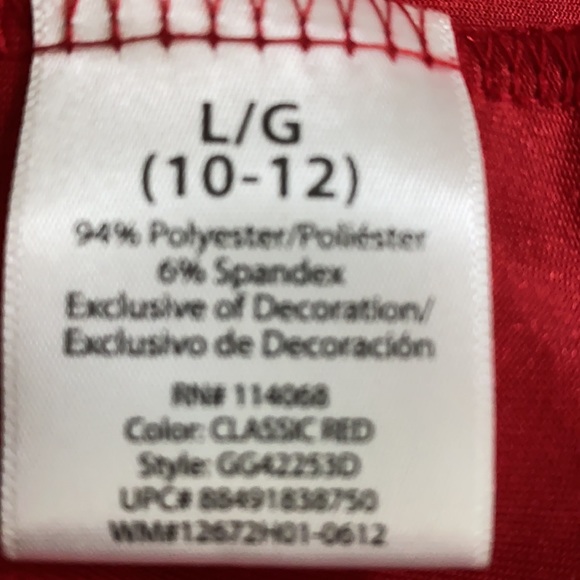 L/G
(10-12)
94% Polyester/Poliéster
6% Spandex
Exclusive of Decoration/
Exclusivo de Decoración
RN# 114068
Color: CLASSIC RED
Style: GG42253D
UPC# 88491838750
WM#12672H01-0612